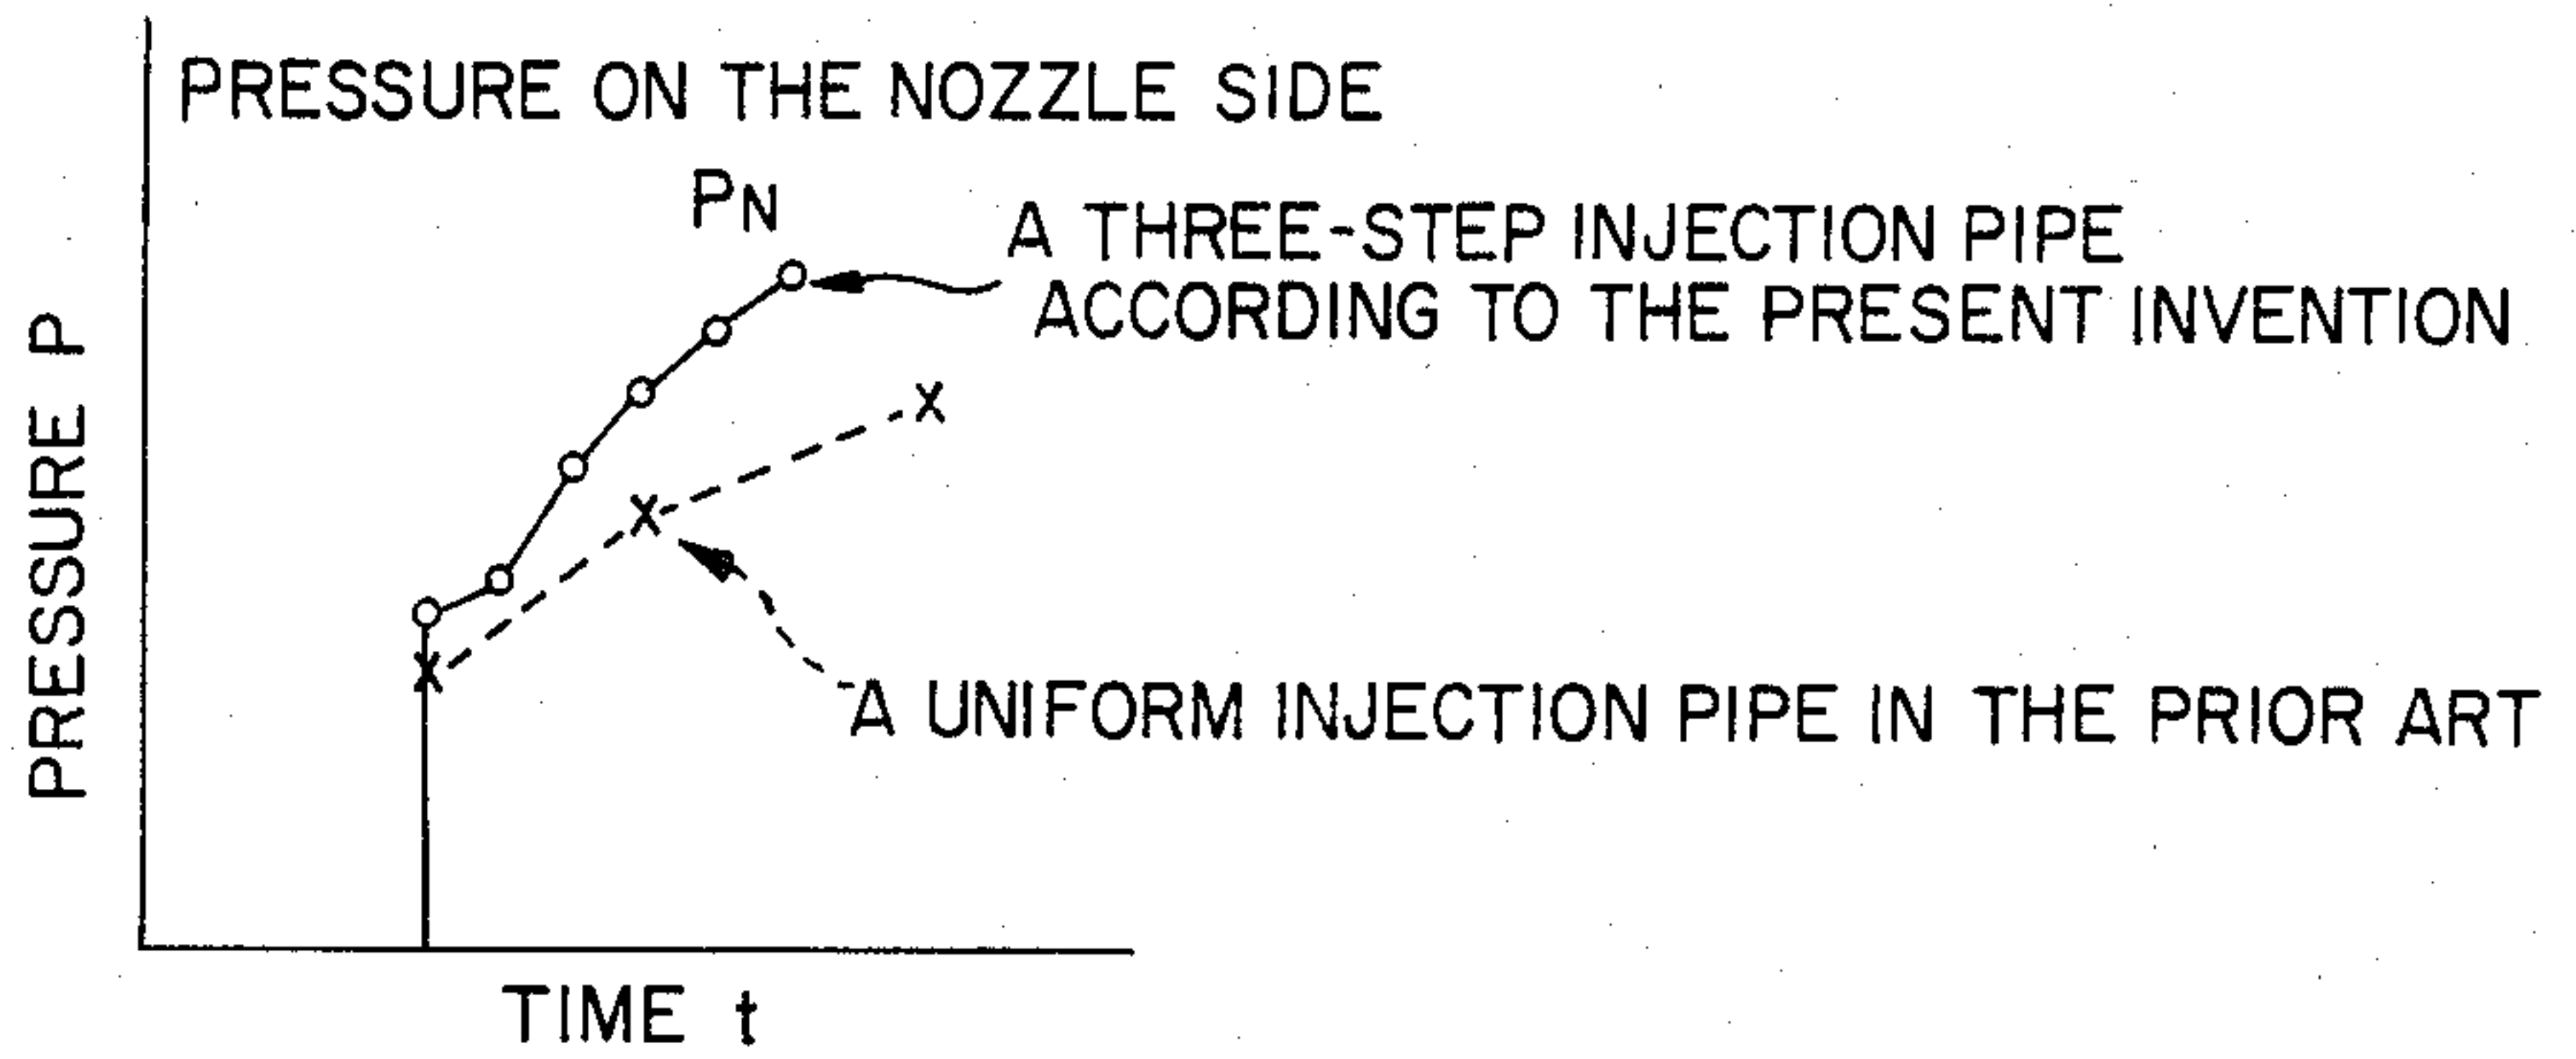 PRESSURE ON THE NOZZLE SIDE
PN
A THREE-STEP INJECTION PIPE
ACCORDING TO THE PRESENT INVENTION
A UNIFORM INJECTION PIPE IN THE PRIOR ART
PRESSURE P
TIME t